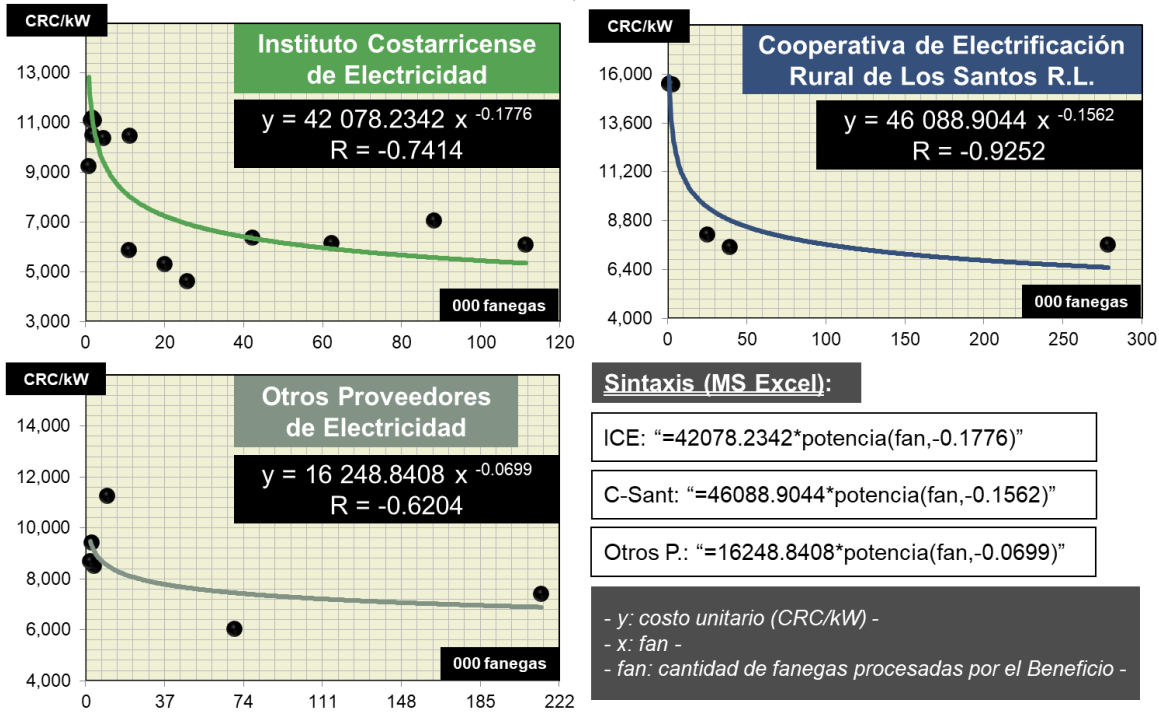 CRC/kW
Instituto Costarricense
de Electricidad
y = 42 078.2342 x -0.1776
R = -0.7414
13,000
11,000
9,000
7,000
5,000
3,000
000 fanegas
0 20 40 60 80 100 120
CRC/kW
Cooperativa de Electrificación
Rural de Los Santos R.L.
y = 46 088.9044 x -0.1562
R = -0.9252
16,000
13,600
11,200
8,800
6,400
4,000
000 fanegas
0 50 100 150 200 250 300
CRC/kW
Otros Proveedores
de Electricidad
y = 16 248.8408 x -0.0699
R = -0.6204
14,000
12,000
10,000
8,000
6,000
4,000
000 fanegas
0 37 74 111 148 185 222
Sintaxis (MS Excel):
ICE: “=42078.2342*potencia(fan,-0.1776)”
C-Sant: “=46088.9044*potencia(fan,-0.1562)”
Otros P.: “=16248.8408*potencia(fan,-0.0699)”
- y: costo unitario (CRC/kW) -
- x: fan -
- fan: cantidad de fanegas procesadas por el Beneficio -